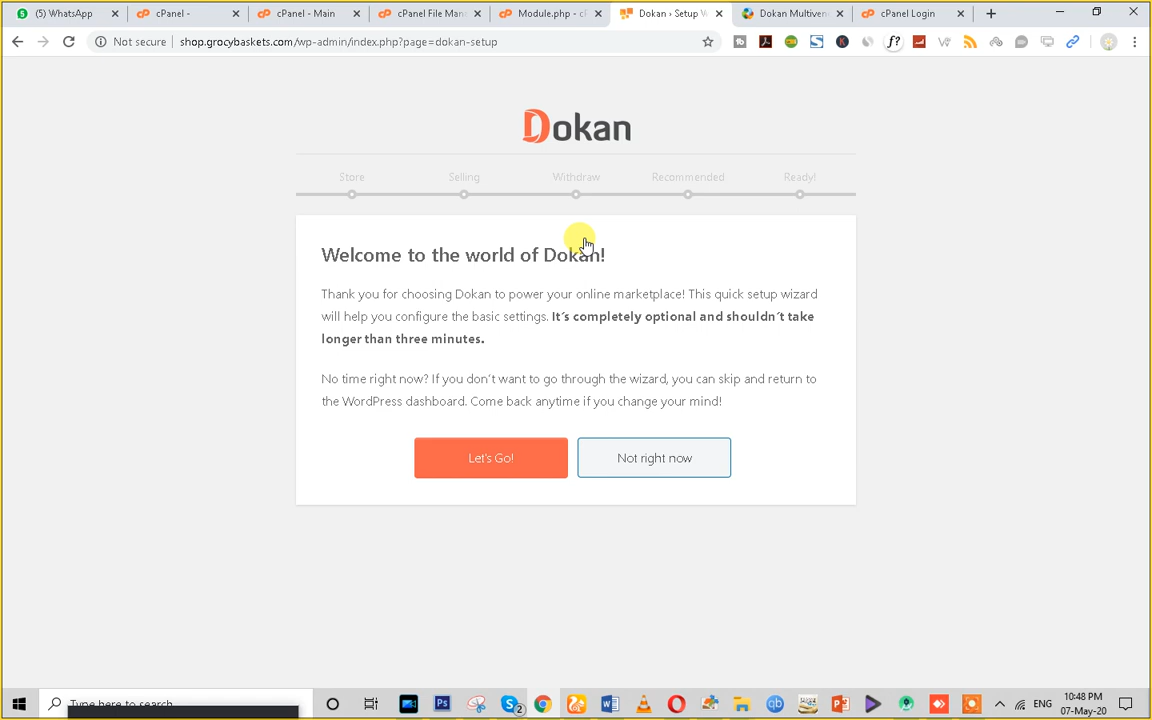 (5) WhatsApp
cPanel -
cPanel - Main
cPanel File Man
Module.php - cP
Dokan › Setup W
Dokan Multiven
cPanel Login
Not secure
shop.grocybaskets.com/wp-admin/index.php?page=dokan-setup
Dokan
Store
Selling
Withdraw
Recommended
Ready!
Welcome to the world of Dokan!
Thank you for choosing Dokan to power your online marketplace! This quick setup wizard
will help you configure the basic settings. It's completely optional and shouldn't take
longer than three minutes.
No time right now? If you don't want to go through the wizard, you can skip and return to
the WordPress dashboard. Come back anytime if you change your mind!
Let's Go!
Not right now
Type here to search
ENG
10:48 PM
07-May-20